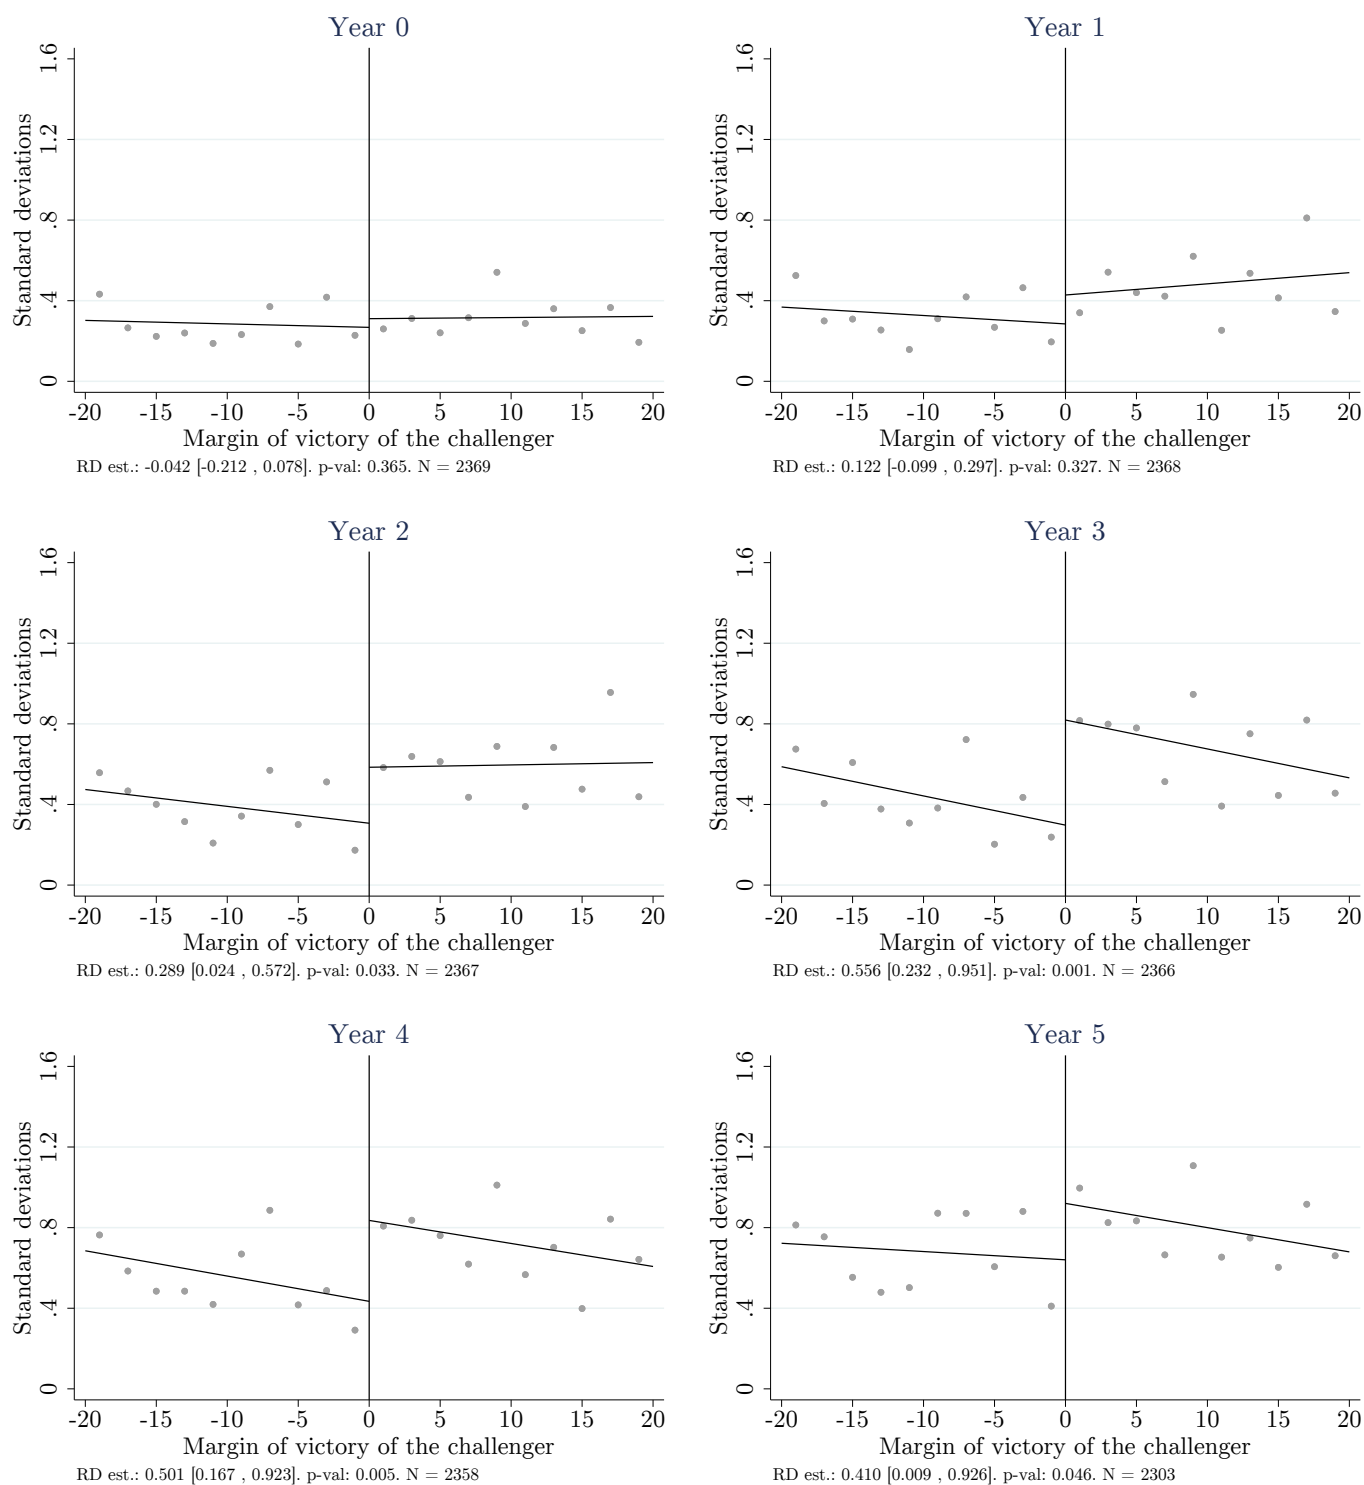 Year 0
Standard deviations
0 .4 .8 1.2 1.6
-20 -15 -10 -5 0 5 10 15 20
Margin of victory of the challenger
RD est.: -0.042 [-0.212 , 0.078]. p-val: 0.365. N = 2369
Year 1
Standard deviations
0 .4 .8 1.2 1.6
-20 -15 -10 -5 0 5 10 15 20
Margin of victory of the challenger
RD est.: 0.122 [-0.099 , 0.297]. p-val: 0.327. N = 2368
Year 2
Standard deviations
0 .4 .8 1.2 1.6
-20 -15 -10 -5 0 5 10 15 20
Margin of victory of the challenger
RD est.: 0.289 [0.024 , 0.572]. p-val: 0.033. N = 2367
Year 3
Standard deviations
0 .4 .8 1.2 1.6
-20 -15 -10 -5 0 5 10 15 20
Margin of victory of the challenger
RD est.: 0.556 [0.232 , 0.951]. p-val: 0.001. N = 2366
Year 4
Standard deviations
0 .4 .8 1.2 1.6
-20 -15 -10 -5 0 5 10 15 20
Margin of victory of the challenger
RD est.: 0.501 [0.167 , 0.923]. p-val: 0.005. N = 2358
Year 5
Standard deviations
0 .4 .8 1.2 1.6
-20 -15 -10 -5 0 5 10 15 20
Margin of victory of the challenger
RD est.: 0.410 [0.009 , 0.926]. p-val: 0.046. N = 2303